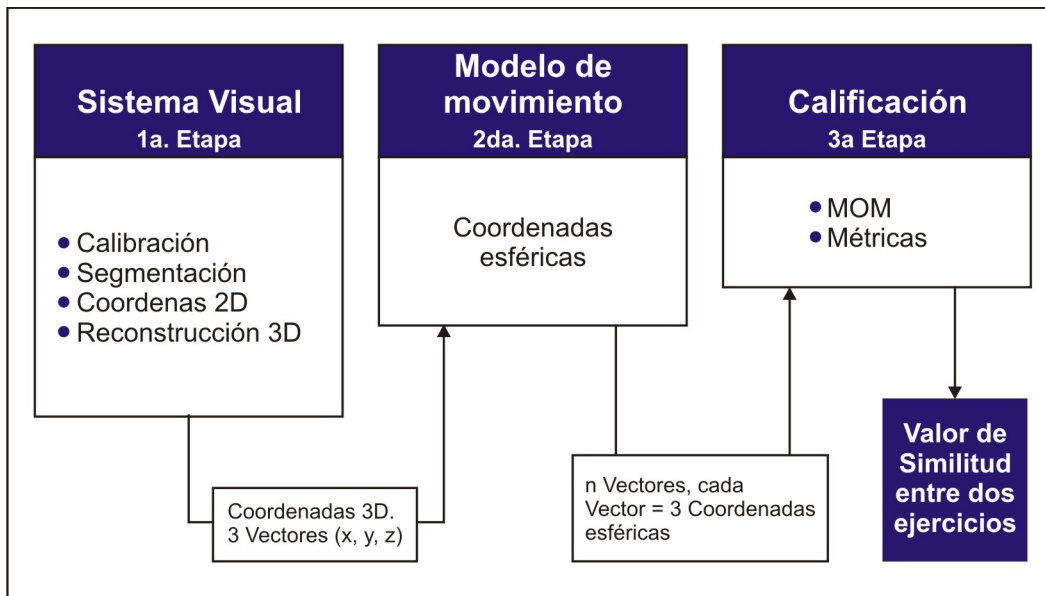 Sistema Visual
1a. Etapa
• Calibración
• Segmentación
• Coordenas 2D
• Reconstrucción 3D
Coordenadas 3D.
3 Vectores (x, y, z)
Modelo de
movimiento
2da. Etapa
Coordenadas
esféricas
n Vectores, cada
Vector = 3 Coordenadas
esféricas
Calificación
3a Etapa
• MOM
• Métricas
Valor de
Similitud
entre dos
ejercicios